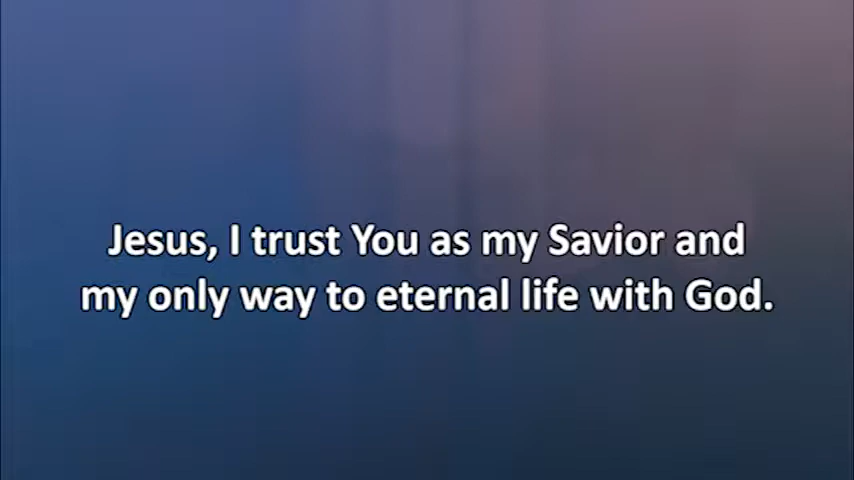 Jesus, I trust You as my Savior and
my only way to eternal life with God.